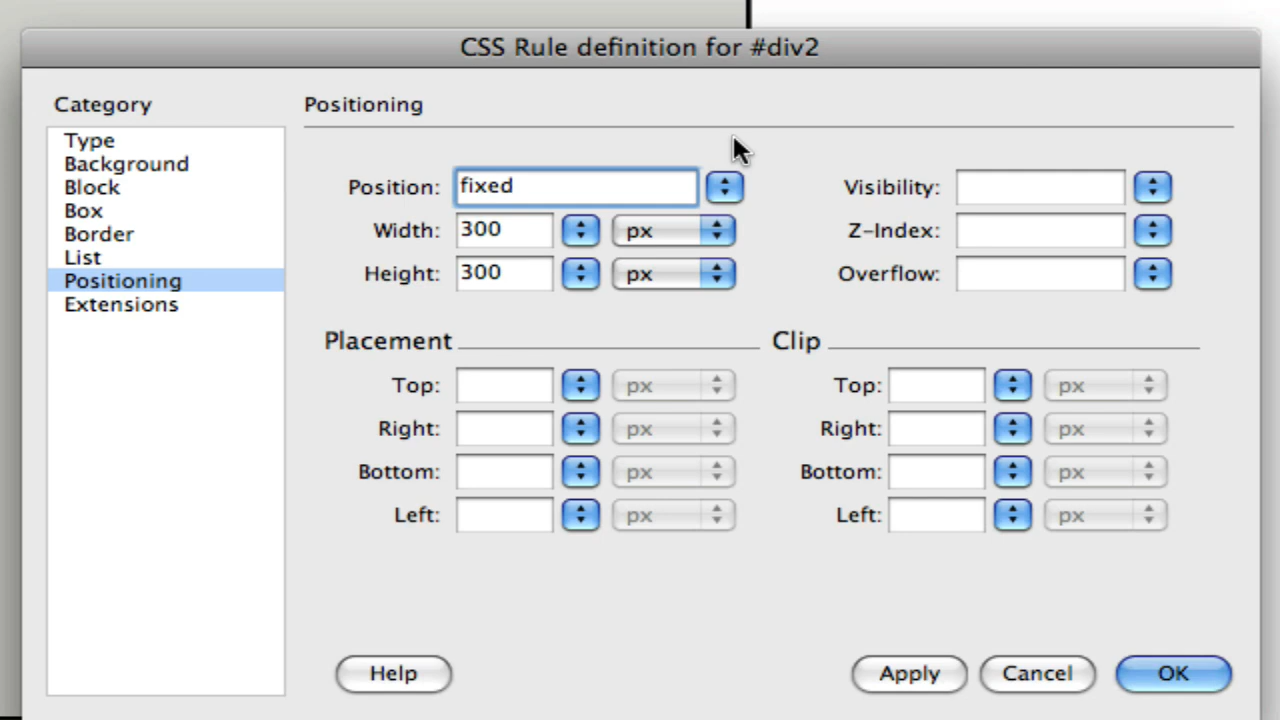 CSS Rule definition for #div2
Category
Type
Background
Block
Box
Border
List
Positioning
Extensions
Positioning
Position: fixed
Width: 300 px
Height: 300 px
Visibility:
Z-Index:
Overflow:
Placement
Top: px
Right: px
Bottom: px
Left: px
Clip
Top: px
Right: px
Bottom: px
Left: px
Help
Apply
Cancel
OK